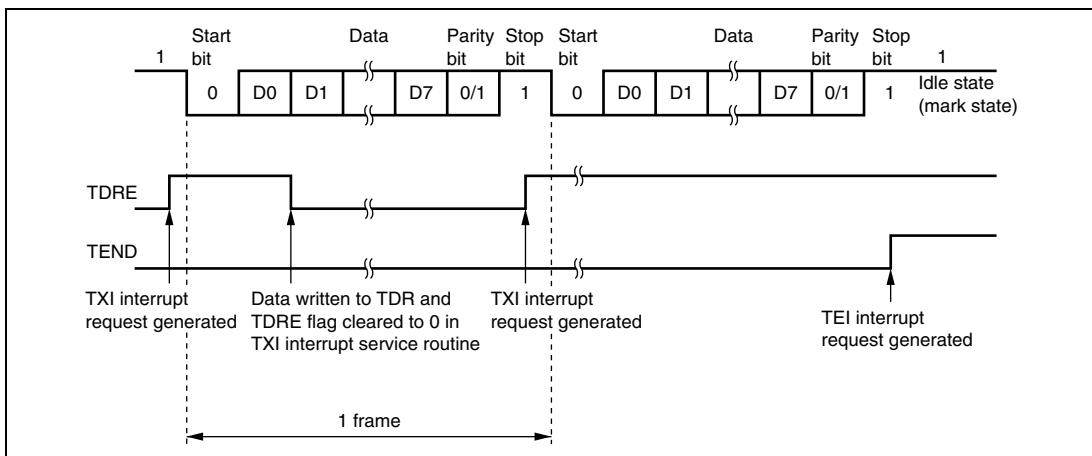 1
Start bit
Data
Parity bit
Stop bit
Start bit
Data
Parity bit
Stop bit
1
0
D0
D1
D7
0/1
1
0
D0
D1
D7
0/1
1
Idle state
(mark state)
TDRE
TEND
TXI interrupt
request generated
Data written to TDR and
TDRE flag cleared to 0 in
TXI interrupt service routine
TXI interrupt
request generated
TEI interrupt
request generated
1 frame